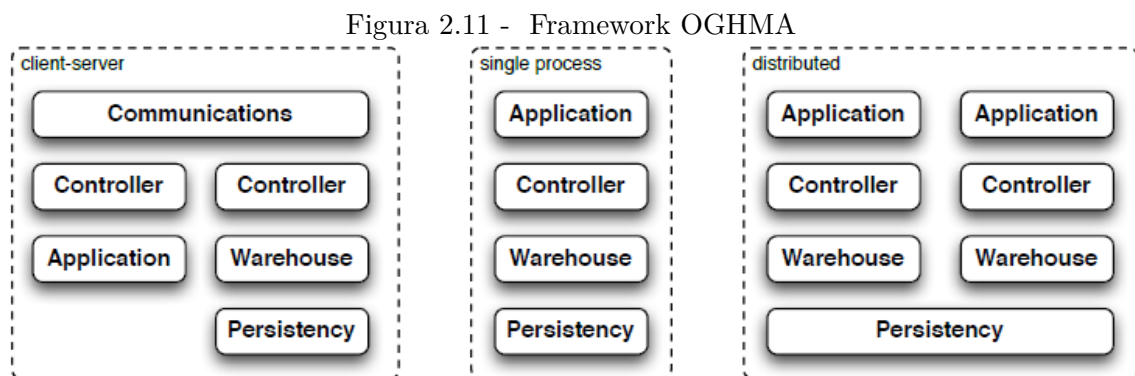 Figura 2.11 - Framework OGHMA
client-server
Communications
Controller Controller
Application Warehouse
Persistency
single process
Application
Controller
Warehouse
Persistency
distributed
Application Application
Controller Controller
Warehouse Warehouse
Persistency